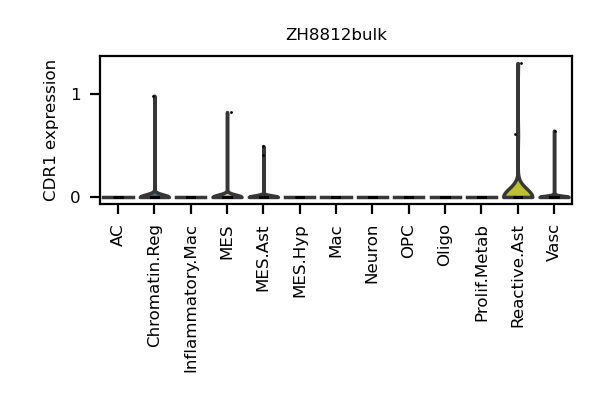 ZH8812bulk
CDR1 expression
1
0
AC
Chromatin.Reg
Inflammatory.Mac
MES
MES.Ast
MES.Hyp
Mac
Neuron
OPC
Oligo
Prolif.Metab
Reactive.Ast
Vasc